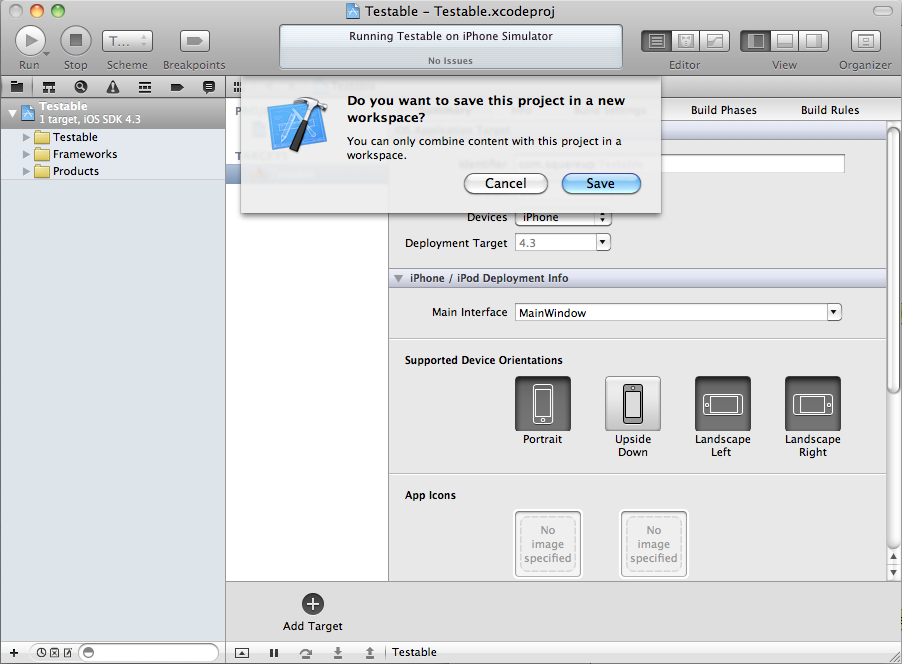 Testable – Testable.xcodeproj
Run
Stop
T...
Scheme
Breakpoints
Running Testable on iPhone Simulator
No Issues
Editor
View
Organizer
Testable
1 target, iOS SDK 4.3
Testable
Frameworks
Products
Do you want to save this project in a new
workspace?
You can only combine content with this project in a
workspace.
Cancel
Save
Build Phases
Build Rules
Devices
iPhone
Deployment Target
4.3
iPhone / iPod Deployment Info
Main Interface
MainWindow
Supported Device Orientations
Portrait
Upside
Down
Landscape
Left
Landscape
Right
App Icons
No
image
specified
No
image
specified
Add Target
Testable